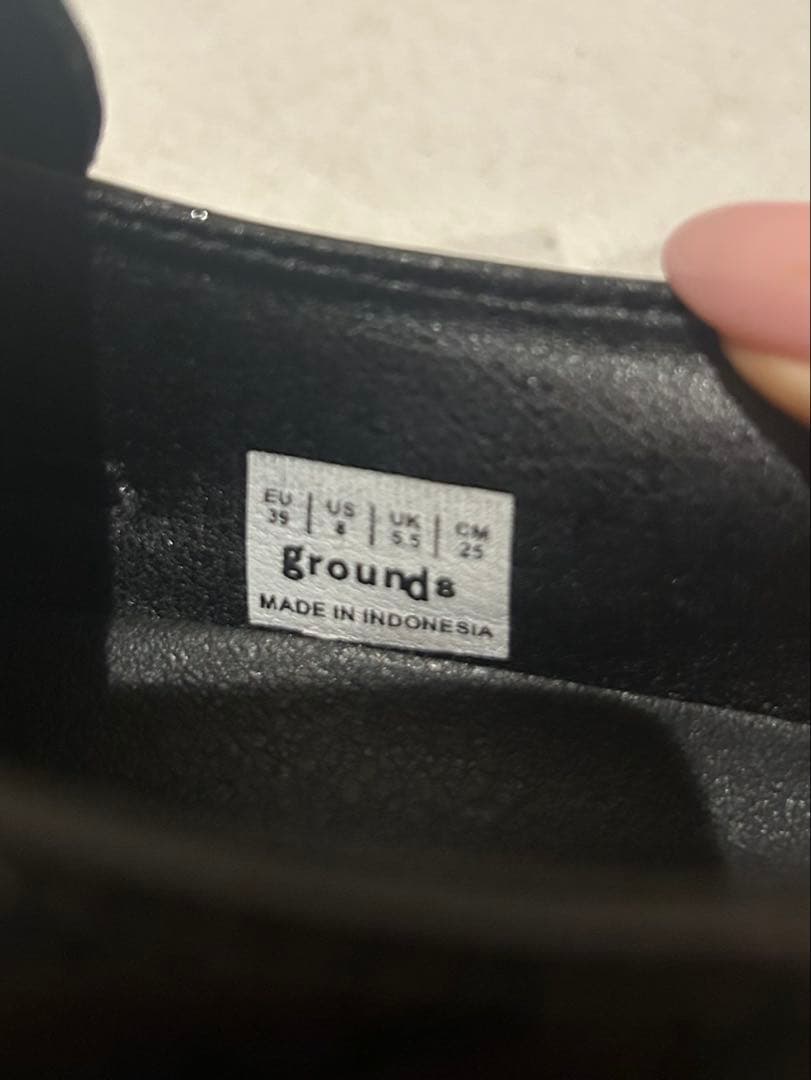 EU | US | UK | CM
39 | 8 | 5.5 | 25
grounds
MADE IN INDONESIA